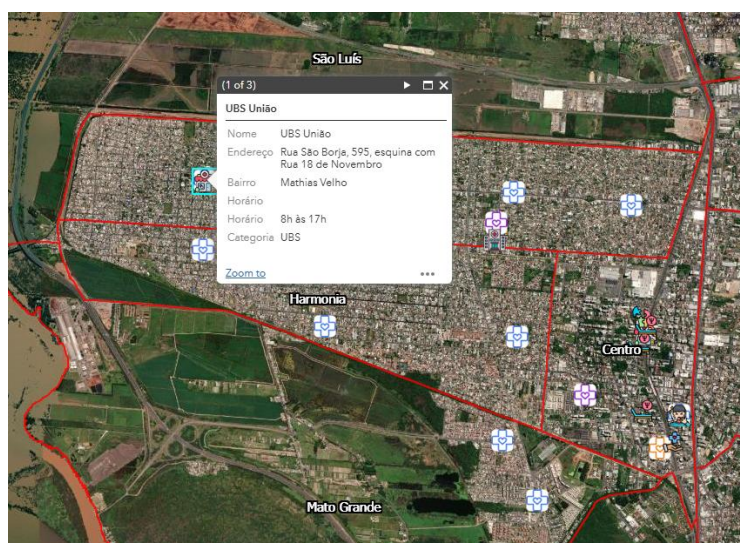 São Luís
(1 of 3)
UBS União
Nome UBS União
Endereço Rua São Borja, 595, esquina com
Rua 18 de Novembro
Bairro Mathias Velho
Horário
Horário 8h às 17h
Categoria UBS
Zoom to
Harmonia
Centro
Mato Grande